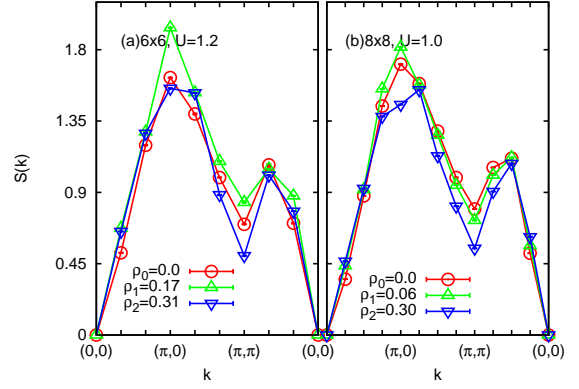 (a)6x6, U=1.2
(b)8x8, U=1.0
1.8
1.35
0.9
0.45
0
S(k)
ρ0=0.0
ρ1=0.17
ρ2=0.31
ρ0=0.0
ρ1=0.06
ρ2=0.30
(0,0)
(π,0)
(π,π)
(0,0)
(π,0)
(π,π)
(0,0)
k
k